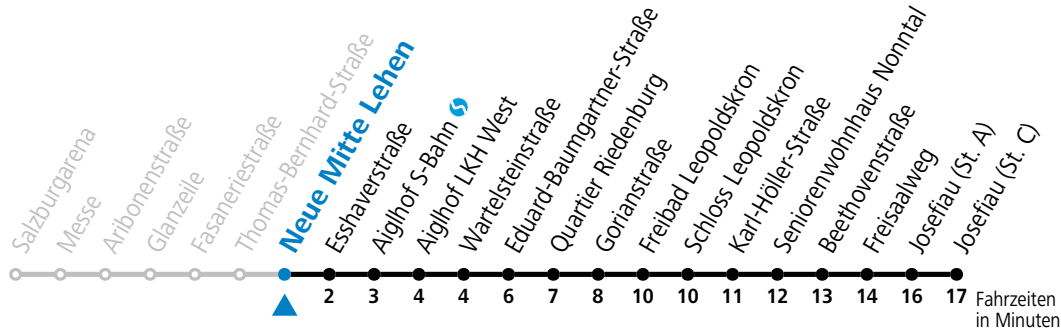 Salzburgarena
Messe
Aribonenstraße
Glanzeile
Fasaneriestraße
Thomas-Bernhard-Straße
Neue Mitte Lehen
Esshaverstraße
Aiglhof S-Bahn
Aiglhof LKH West
Wartelsteinstraße
Eduard-Baumgartner-Straße
Quartier Riedenburg
Gorianstraße
Freibad Leopoldskron
Schloss Leopoldskron
Karl-Höller-Straße
Seniorenwohnhaus Nonntal
Beethovenstraße
Freisaalweg
Josefiau (St. A)
Josefiau (St. C)
2 3 4 4 6 7 8 10 10 11 12 13 14 16 17
Fahrzeiten
in Minuten